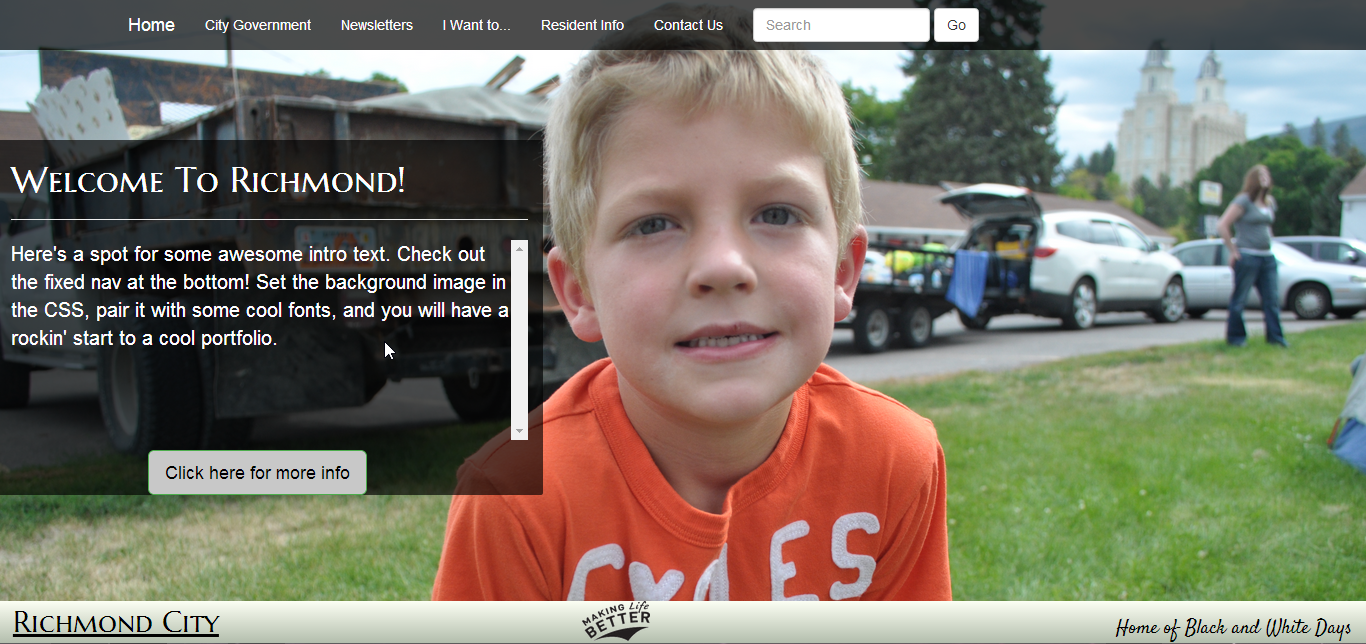 Home City Government Newsletters I Want to... Resident Info Contact Us Search Go
Welcome To Richmond!
Here's a spot for some awesome intro text. Check out
the fixed nav at the bottom! Set the background image in
the CSS, pair it with some cool fonts, and you will have a
rockin' start to a cool portfolio.
Click here for more info
Richmond City
MAKING Life
BETTER
Home of Black and White Days